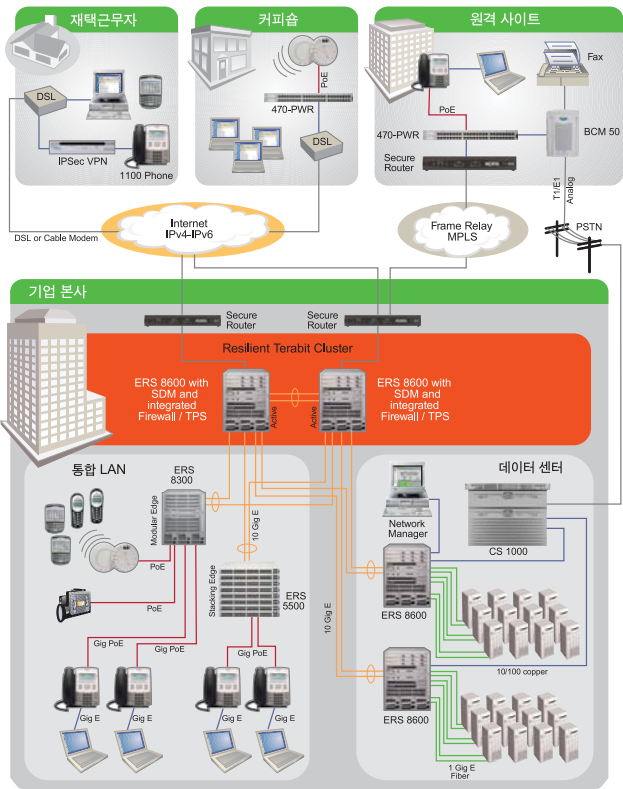 재택근무자
DSL
IPSec VPN
1100 Phone
커피숍
PoE
470-PWR
DSL
원격 사이트
Fax
PoE
470-PWR
BCM 50
Secure
Router
T1/E1
Analog
DSL or Cable Modem
Internet
IPv4-IPv6
Frame Relay
MPLS
PSTN
기업 본사
Secure
Router
Secure
Router
Resilient Terabit Cluster
ERS 8600 with
SDM and
integrated
Firewall / TPS
Active
Active
ERS 8600 with
SDM and
integrated
Firewall / TPS
통합 LAN
ERS
8300
Modular Edge
PoE
PoE
Gig PoE
Gig PoE
10 Gig E
Stacking Edge
ERS
5500
Gig PoE
Gig E
Gig E
Gig E
Gig E
10 Gig E
데이터 센터
Network
Manager
CS 1000
ERS 8600
10/100 copper
ERS 8600
1 Gig E
Fiber